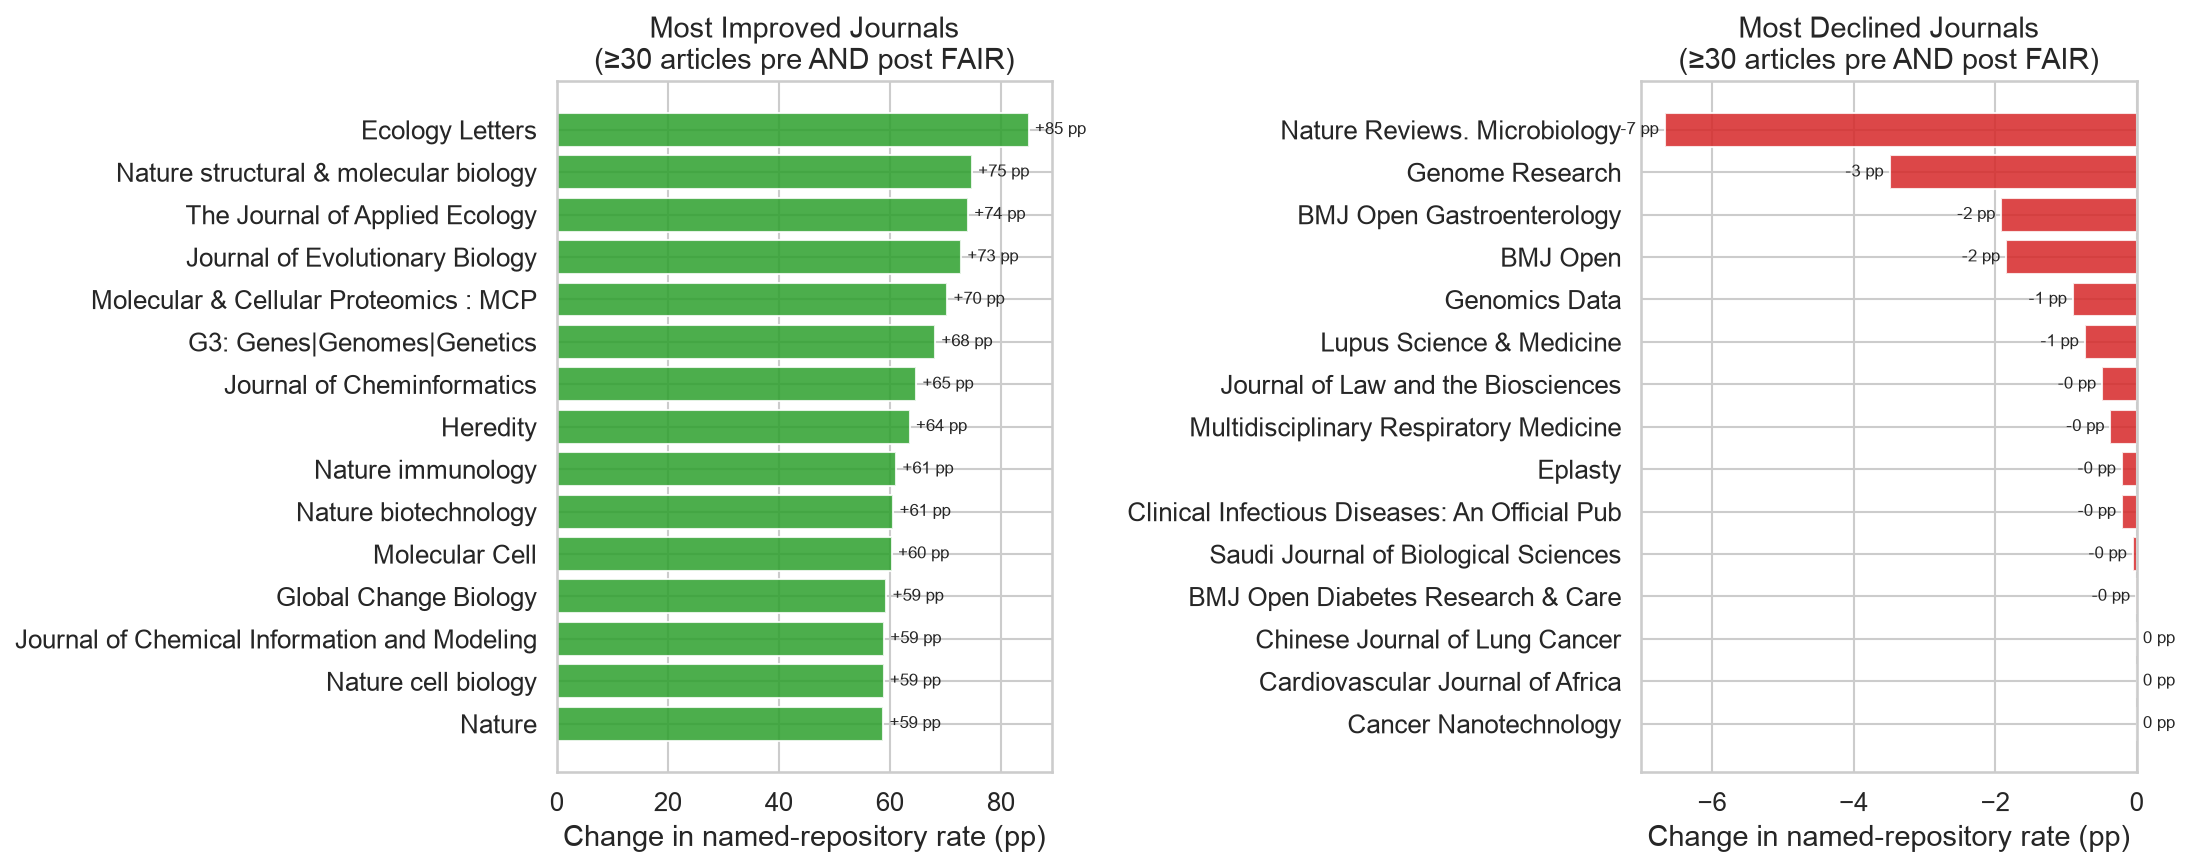 Most Improved Journals
(≥30 articles pre AND post FAIR)
Ecology Letters
+85 pp
Nature structural & molecular biology
+75 pp
The Journal of Applied Ecology
+74 pp
Journal of Evolutionary Biology
+73 pp
Molecular & Cellular Proteomics : MCP
+70 pp
G3: Genes|Genomes|Genetics
+68 pp
Journal of Cheminformatics
+65 pp
Heredity
+64 pp
Nature immunology
+61 pp
Nature biotechnology
+61 pp
Molecular Cell
+60 pp
Global Change Biology
+59 pp
Journal of Chemical Information and Modeling
+59 pp
Nature cell biology
+59 pp
Nature
+59 pp
0 20 40 60 80
Change in named-repository rate (pp)
Most Declined Journals
(≥30 articles pre AND post FAIR)
Nature Reviews. Microbiology
-7 pp
Genome Research
-3 pp
BMJ Open Gastroenterology
-2 pp
BMJ Open
-2 pp
Genomics Data
-1 pp
Lupus Science & Medicine
-1 pp
Journal of Law and the Biosciences
-0 pp
Multidisciplinary Respiratory Medicine
-0 pp
Eplasty
-0 pp
Clinical Infectious Diseases: An Official Pub
-0 pp
Saudi Journal of Biological Sciences
-0 pp
BMJ Open Diabetes Research & Care
-0 pp
Chinese Journal of Lung Cancer
0 pp
Cardiovascular Journal of Africa
0 pp
Cancer Nanotechnology
0 pp
−6 −4 −2 0
Change in named-repository rate (pp)